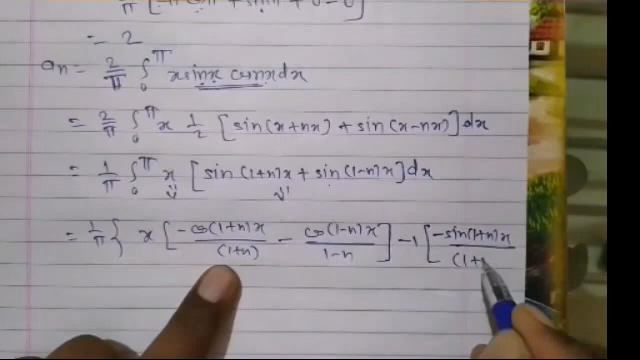 = 2
aₙ = 2/π ∫₀^π x sinx cosnx dx
= 2/π ∫₀^π x 1/2 [sin(x+nx) + sin(x-nx)] dx
= 1/π ∫₀^π x [sin(1+n)x + sin(1-n)x] dx
= 1/π { x [ -cos(1+n)x/(1+n) - cos(1-n)x/1-n ] -1 [ -sin(1+n)x/(1+